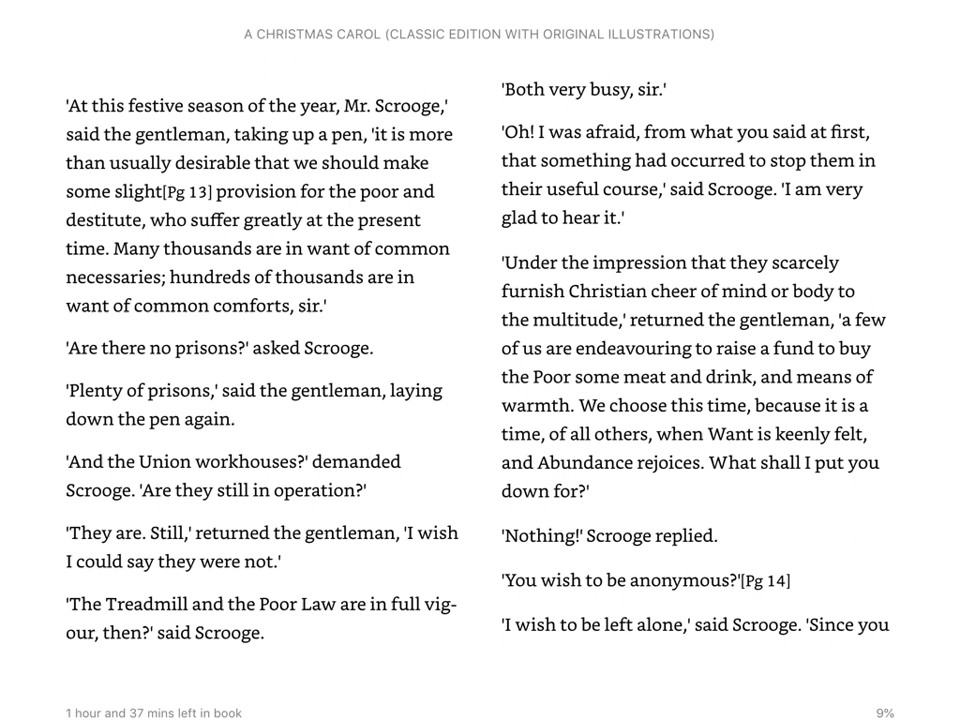 A CHRISTMAS CAROL (CLASSIC EDITION WITH ORIGINAL ILLUSTRATIONS)
'At this festive season of the year, Mr. Scrooge,'
said the gentleman, taking up a pen, 'it is more
than usually desirable that we should make
some slight[Pg 13] provision for the poor and
destitute, who suffer greatly at the present
time. Many thousands are in want of common
necessaries; hundreds of thousands are in
want of common comforts, sir.'
'Are there no prisons?' asked Scrooge.
'Plenty of prisons,' said the gentleman, laying
down the pen again.
'And the Union workhouses?' demanded
Scrooge. 'Are they still in operation?'
'They are. Still,' returned the gentleman, 'I wish
I could say they were not.'
'The Treadmill and the Poor Law are in full vig-
our, then?' said Scrooge.
'Both very busy, sir.'
'Oh! I was afraid, from what you said at first,
that something had occurred to stop them in
their useful course,' said Scrooge. 'I am very
glad to hear it.'
'Under the impression that they scarcely
furnish Christian cheer of mind or body to
the multitude,' returned the gentleman, 'a few
of us are endeavouring to raise a fund to buy
the Poor some meat and drink, and means of
warmth. We choose this time, because it is a
time, of all others, when Want is keenly felt,
and Abundance rejoices. What shall I put you
down for?'
'Nothing!' Scrooge replied.
'You wish to be anonymous?'[Pg 14]
'I wish to be left alone,' said Scrooge. 'Since you
1 hour and 37 mins left in book
9%